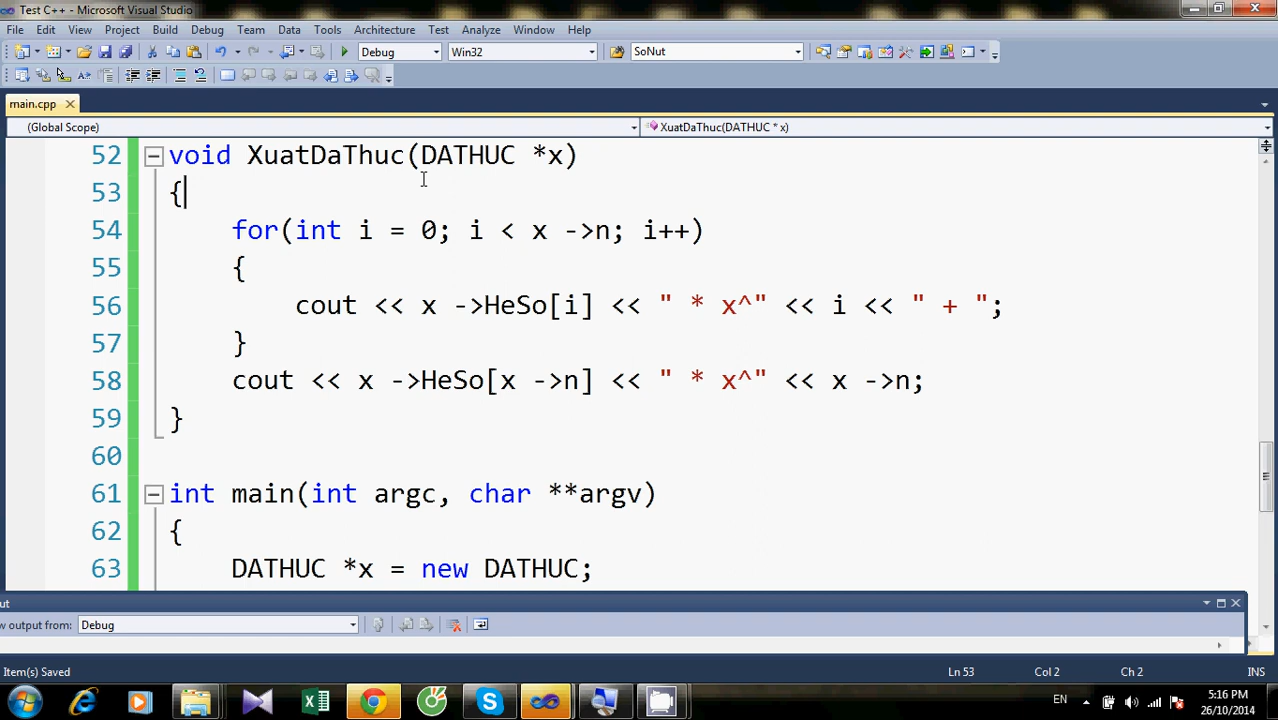 Test C++ - Microsoft Visual Studio
File Edit View Project Build Debug Team Data Tools Architecture Test Analyze Window Help
Debug Win32 SoNut
main.cpp
(Global Scope) XuatDaThuc(DATHUC * x)
52 void XuatDaThuc(DATHUC *x)
53 {
54 for(int i = 0; i < x ->n; i++)
55 {
56 cout << x ->HeSo[i] << " * x^" << i << " + ";
57 }
58 cout << x ->HeSo[x ->n] << " * x^" << x ->n;
59 }
60
61 int main(int argc, char **argv)
62 {
63 DATHUC *x = new DATHUC;
ut
w output from: Debug
Item(s) Saved Ln 53 Col 2 Ch 2 INS
EN 5:16 PM
26/10/2014